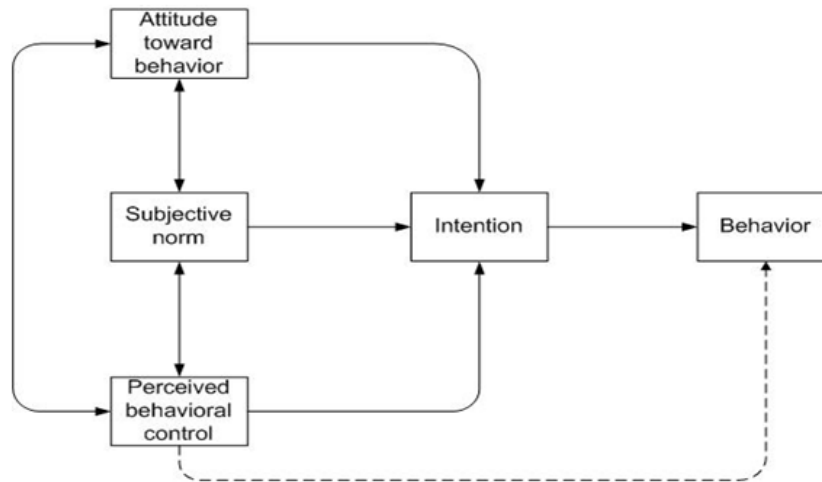 Attitude
toward
behavior
Subjective
norm
Intention
Behavior
Perceived
behavioral
control